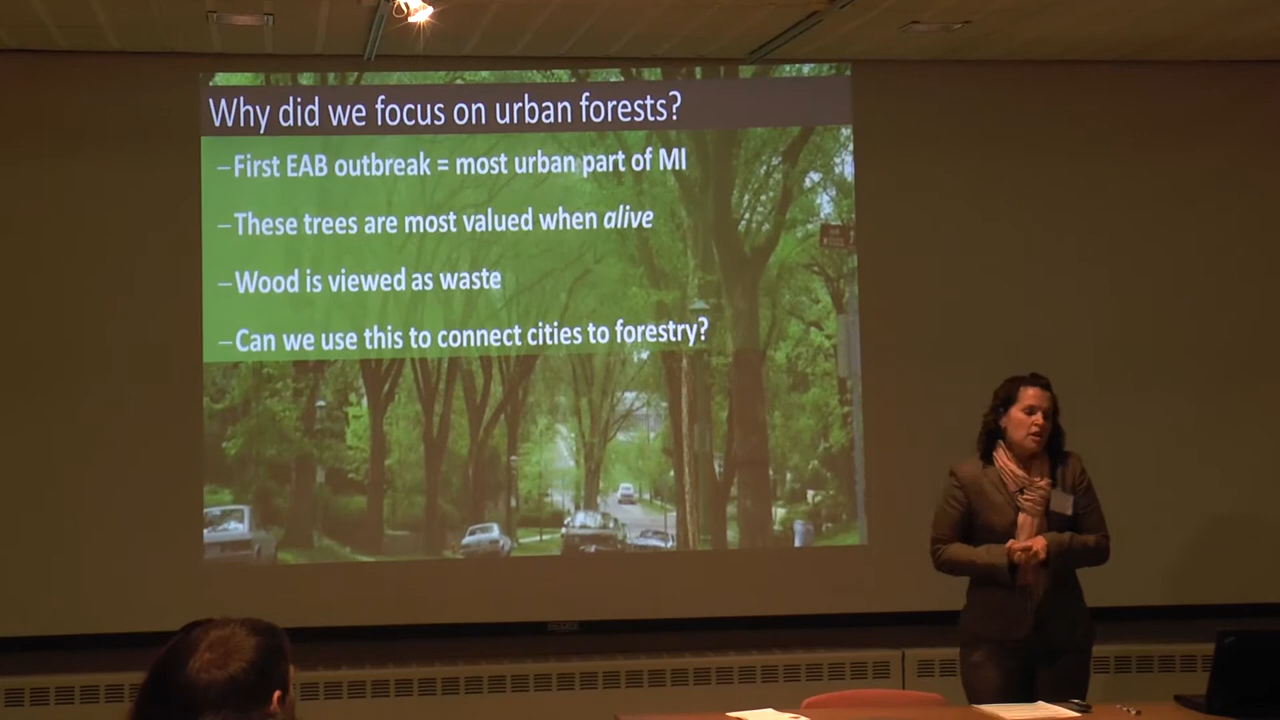 Why did we focus on urban forests?
–First EAB outbreak = most urban part of MI
–These trees are most valued when alive
–Wood is viewed as waste
–Can we use this to connect cities to forestry?